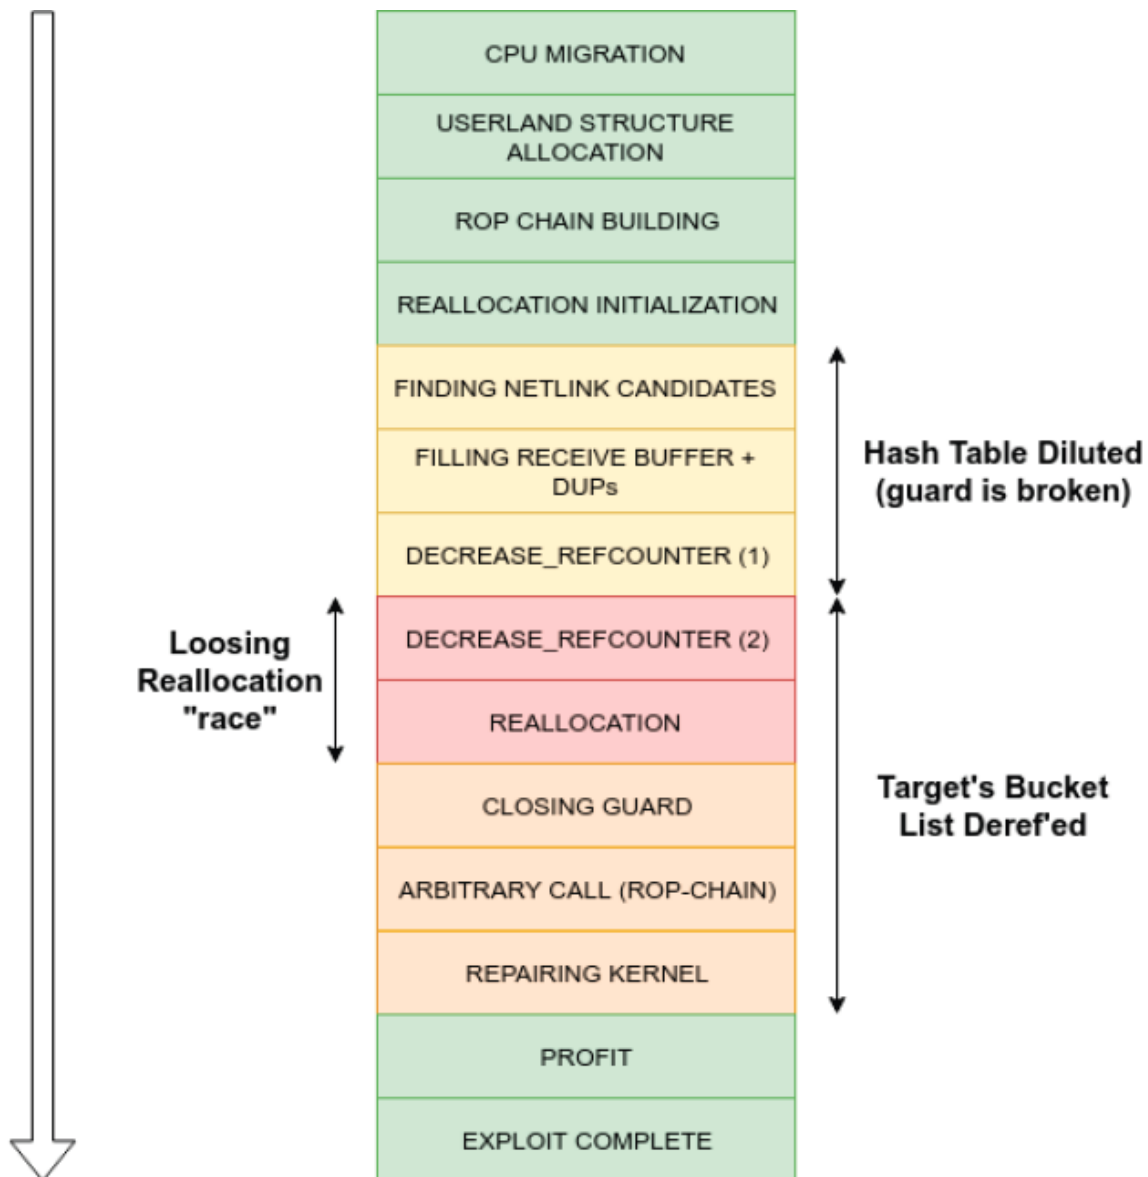 CPU MIGRATION
USERLAND STRUCTURE
ALLOCATION
ROP CHAIN BUILDING
REALLOCATION INITIALIZATION
FINDING NETLINK CANDIDATES
FILLING RECEIVE BUFFER +
DUPs
DECREASE_REFCOUNTER (1)
Hash Table Diluted
(guard is broken)
DECREASE_REFCOUNTER (2)
REALLOCATION
Loosing
Reallocation
"race"
CLOSING GUARD
ARBITRARY CALL (ROP-CHAIN)
REPAIRING KERNEL
Target's Bucket
List Deref'ed
PROFIT
EXPLOIT COMPLETE